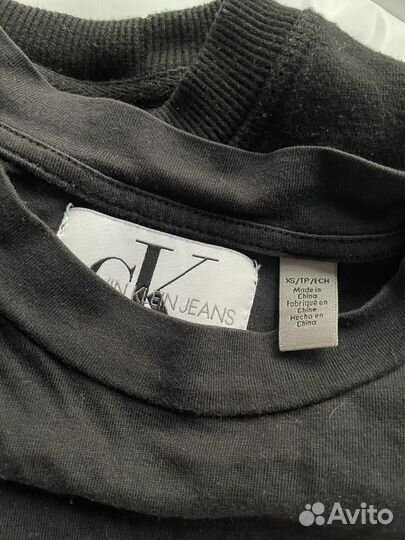 CK
IN KLEIN JEANS
XS/TP/ECH
Made in
China
Fabriqué en
Chine
Hecho en
China
Avito